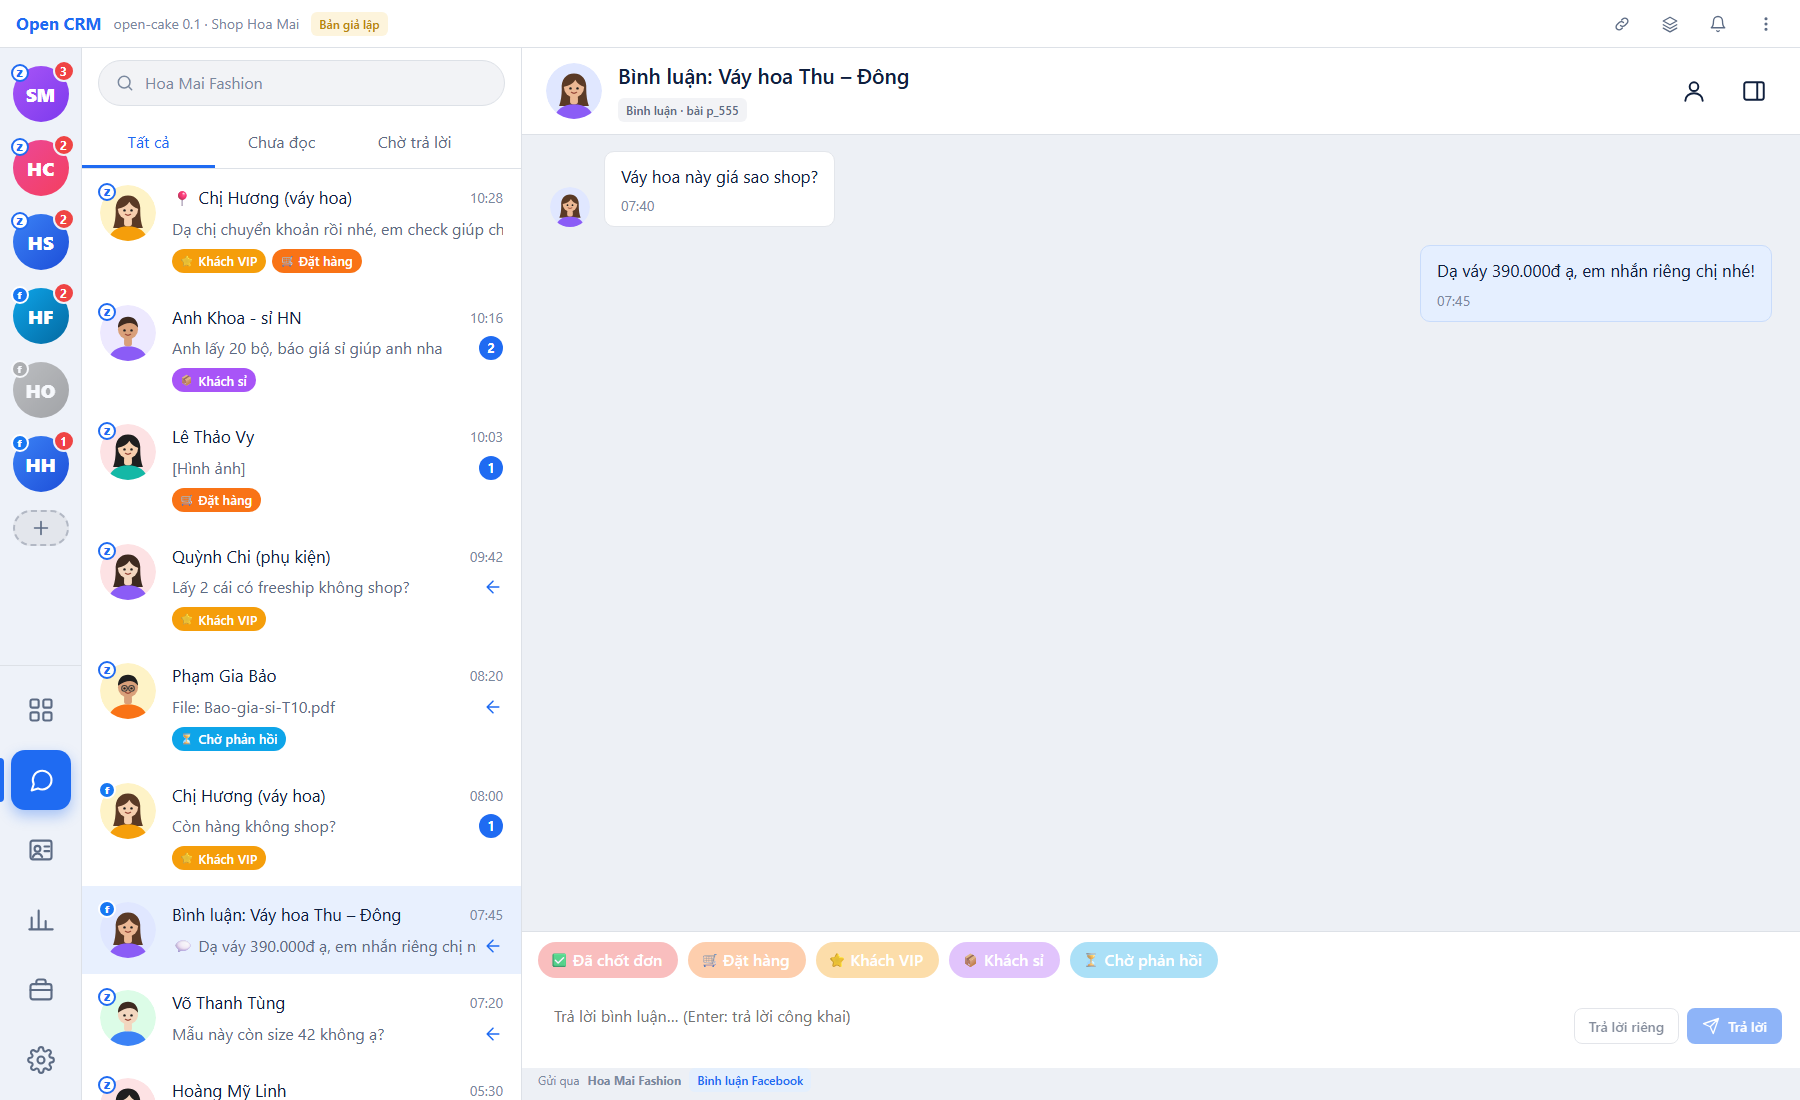 Open CRM open-cake 0.1 · Shop Hoa Mai Bản giả lập
SM 3
HC 2
HS 2
HF 2
HO
HH 1
Hoa Mai Fashion
Tất cả Chưa đọc Chờ trả lời
Chị Hương (váy hoa) 10:28
Dạ chị chuyển khoản rồi nhé, em check giúp ch
Khách VIP Đặt hàng
Anh Khoa - sỉ HN 10:16
Anh lấy 20 bộ, báo giá sỉ giúp anh nha 2
Khách sỉ
Lê Thảo Vy 10:03
[Hình ảnh] 1
Đặt hàng
Quỳnh Chi (phụ kiện) 09:42
Lấy 2 cái có freeship không shop?
Khách VIP
Phạm Gia Bảo 08:20
File: Bao-gia-si-T10.pdf
Chờ phản hồi
Chị Hương (váy hoa) 08:00
Còn hàng không shop? 1
Khách VIP
Bình luận: Váy hoa Thu – Đông 07:45
Dạ váy 390.000đ ạ, em nhắn riêng chị n
Võ Thanh Tùng 07:20
Mẫu này còn size 42 không ạ?
Hoàng Mỹ Linh 05:30
Bình luận: Váy hoa Thu – Đông
Bình luận · bài p_555
Váy hoa này giá sao shop?
07:40
Dạ váy 390.000đ ạ, em nhắn riêng chị nhé!
07:45
Đã chốt đơn Đặt hàng Khách VIP Khách sỉ Chờ phản hồi
Trả lời bình luận... (Enter: trả lời công khai)
Trả lời riêng Trả lời
Gửi qua Hoa Mai Fashion Bình luận Facebook